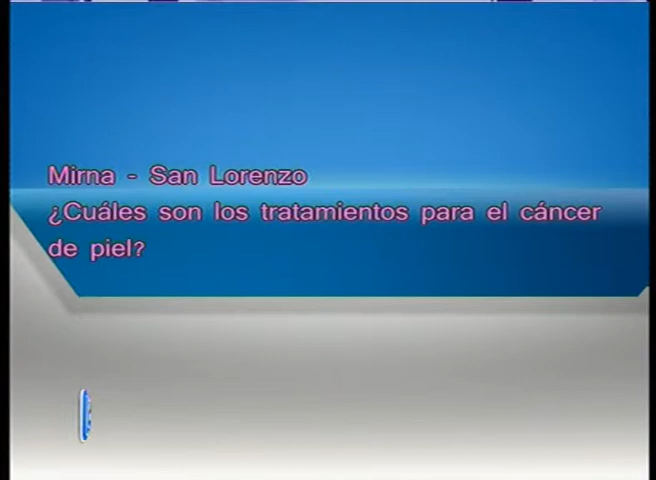 Mirna - San Lorenzo
¿Cuáles son los tratamientos para el cáncer
de piel?